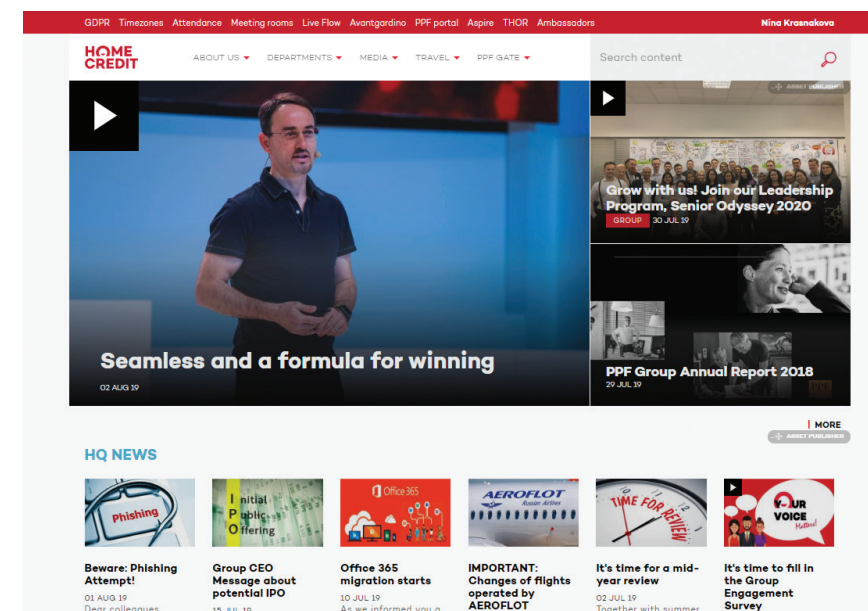 GDPR Timezones Attendance Meeting rooms Live Flow Avantgardino PPF portal Aspire THOR Ambassadors Nina Krasnakova
HOME
CREDIT
ABOUT US DEPARTMENTS MEDIA TRAVEL PPF GATE
Search content
ASSET PUBLISHER
Grow with us! Join our Leadership
Program, Senior Odyssey 2020
GROUP 30 JUL 19
Seamless and a formula for winning
02 AUG 19
PPF Group Annual Report 2018
29 JUL 19
MORE
ASSET PUBLISHER
HQ NEWS
Phishing
Initial
Public
Offering
Office 365
AEROFLOT
Russian Airlines
TIME FOR REVIEW
YOUR
VOICE
Matters!
Beware: Phishing
Attempt!
01 AUG 19
Dear colleagues
Group CEO
Message about
potential IPO
15 JUL 19
Office 365
migration starts
10 JUL 19
As we informed you a
IMPORTANT:
Changes of flights
operated by
AEROFLOT
It's time for a mid-
year review
02 JUL 19
Together with summer
It's time to fill in
the Group
Engagement
Survey